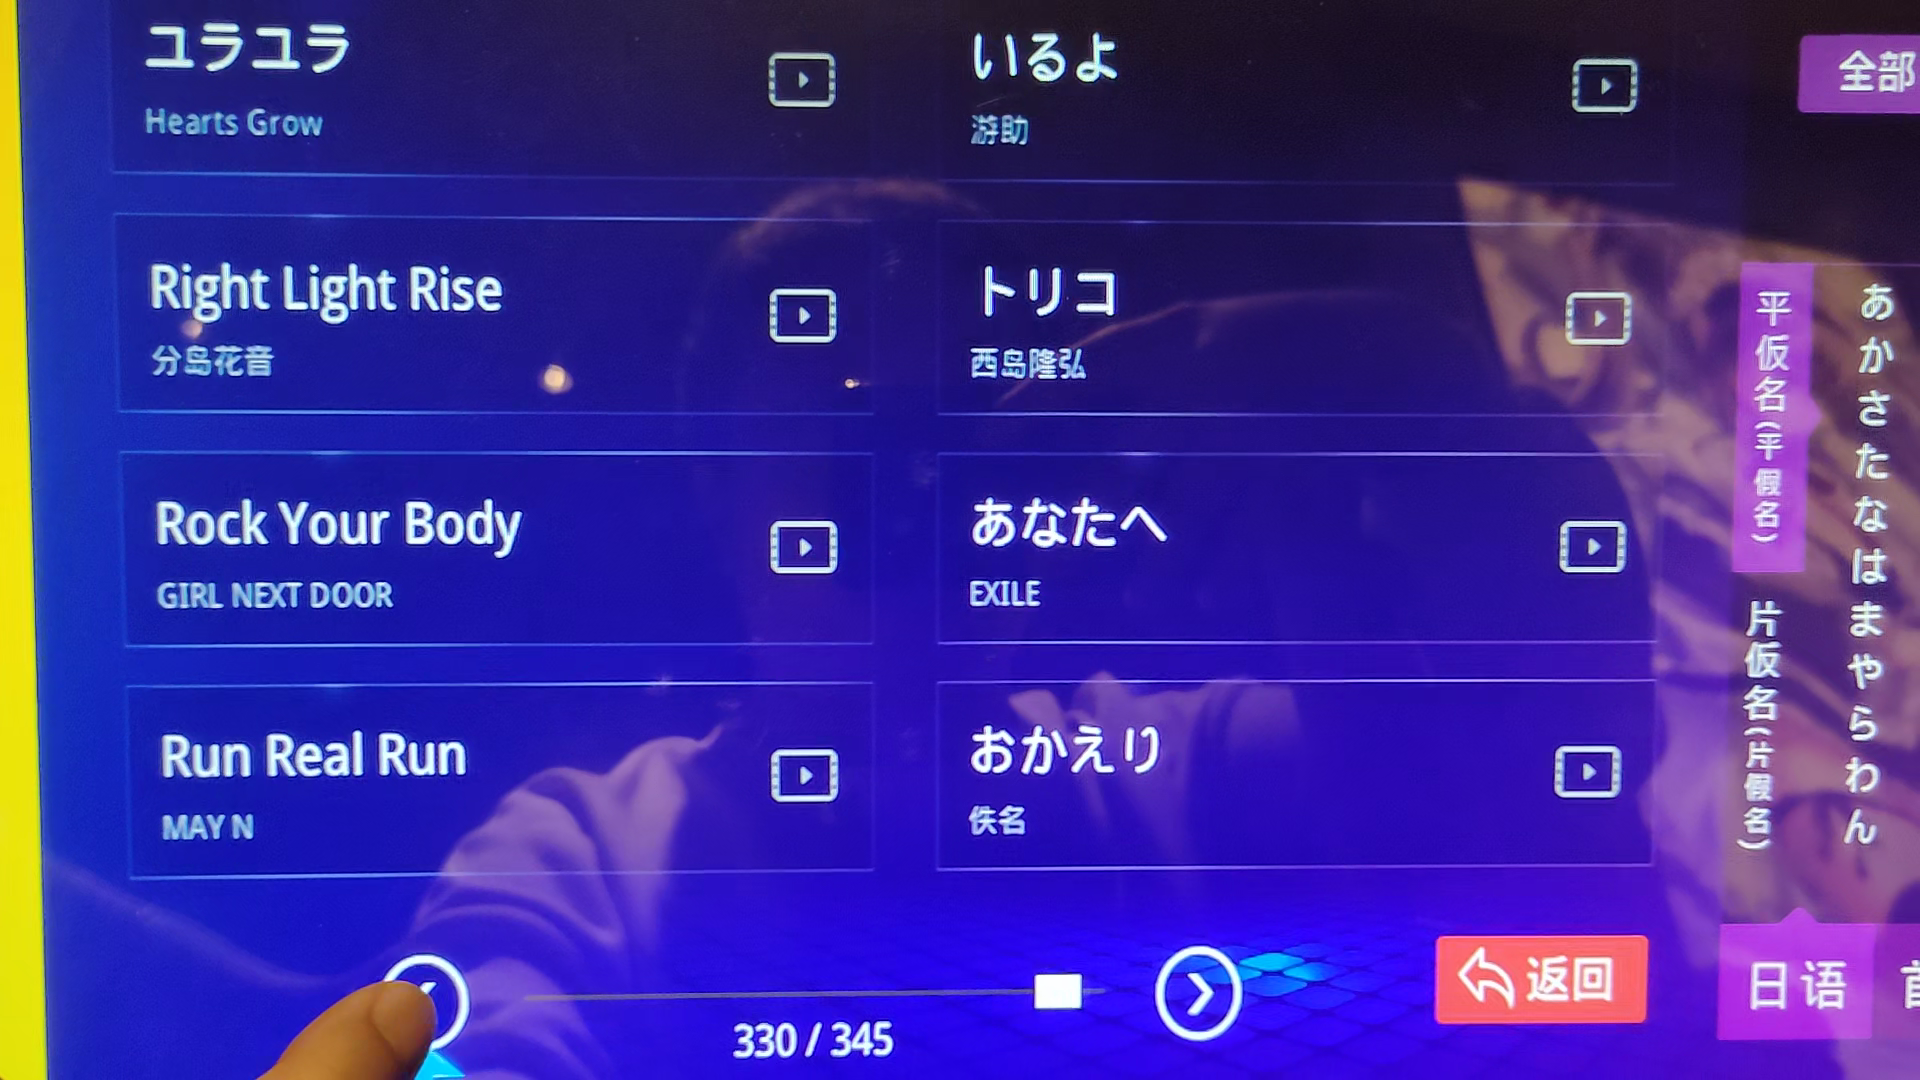 ユラユラ
Hearts Grow
いるよ
游助
全部
Right Light Rise
分岛花音
トリコ
西岛隆弘
Rock Your Body
GIRL NEXT DOOR
あなたへ
EXILE
Run Real Run
MAY N
おかえり
佚名
平仮名(平假名)
片仮名(片假名)
あかさたなはまやらわん
330 / 345
返回
日语